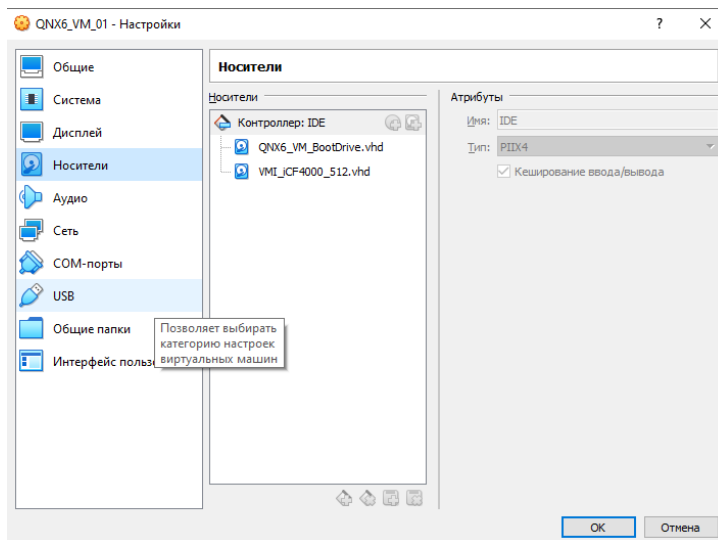 QNX6_VM_01 - Настройки
?
Общие
Система
Дисплей
Носители
Аудио
Сеть
COM-порты
USB
Общие папки
Интерфейс
Позволяет выбирать
категорию настроек
виртуальных машин
Носители
Носители
Контроллер: IDE
QNX6_VM_BootDrive.vhd
VMI_iCF4000_512.vhd
Атрибуты
Имя: IDE
Тип: PIIX4
Кеширование ввода/вывода
OK
Отмена